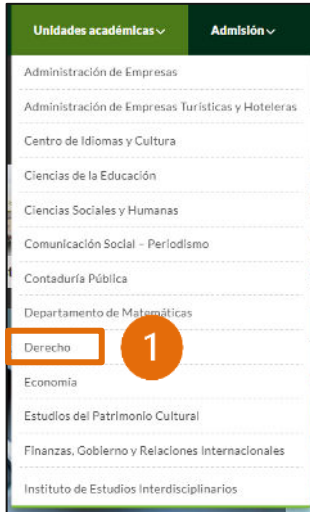 Unidades académicas Admisión
Administración de Empresas
Administración de Empresas Turísticas y Hoteleras
Centro de Idiomas y Cultura
Ciencias de la Educación
Ciencias Sociales y Humanas
Comunicación Social – Periodismo
Contaduría Pública
Departamento de Matemáticas
Derecho
1
Economía
Estudios del Patrimonio Cultural
Finanzas, Gobierno y Relaciones Internacionales
Instituto de Estudios Interdisciplinarios